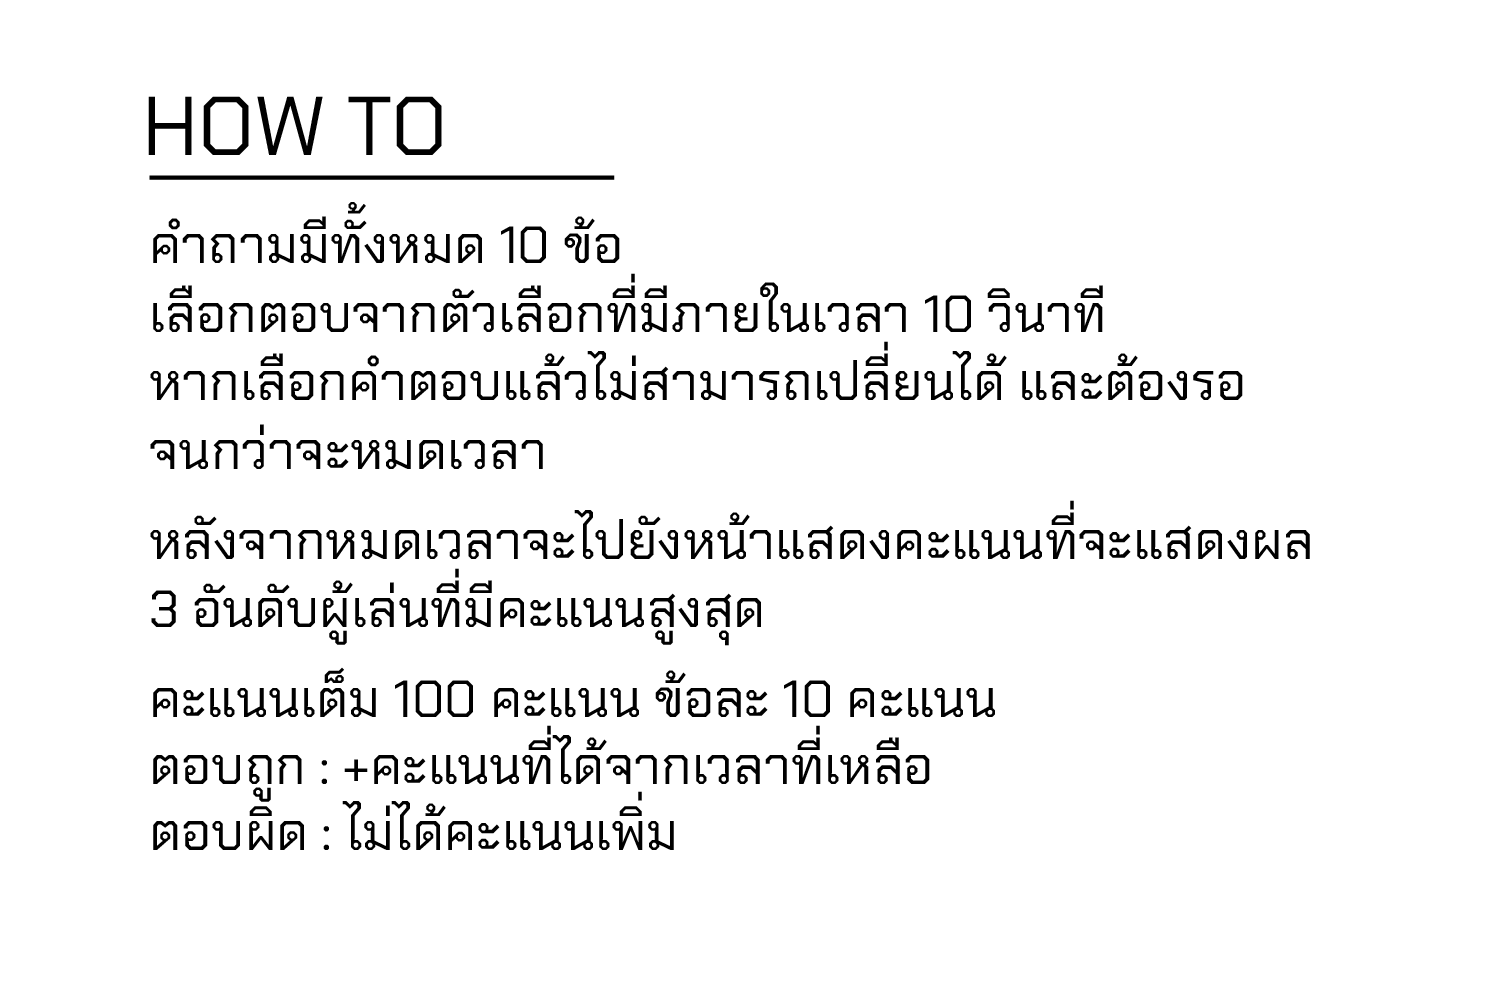 HOW TO
คำถามมีทั้งหมด 10 ข้อ
เลือกตอบจากตัวเลือกที่มีภายในเวลา 10 วินาที
หากเลือกคำตอบแล้วไม่สามารถเปลี่ยนได้ และต้องรอ
จนกว่าจะหมดเวลา
หลังจากหมดเวลาจะไปยังหน้าแสดงคะแนนที่จะแสดงผล
3 อันดับผู้เล่นที่มีคะแนนสูงสุด
คะแนนเต็ม 100 คะแนน ข้อละ 10 คะแนน
ตอบถูก : +คะแนนที่ได้จากเวลาที่เหลือ
ตอบผิด : ไม่ได้คะแนนเพิ่ม